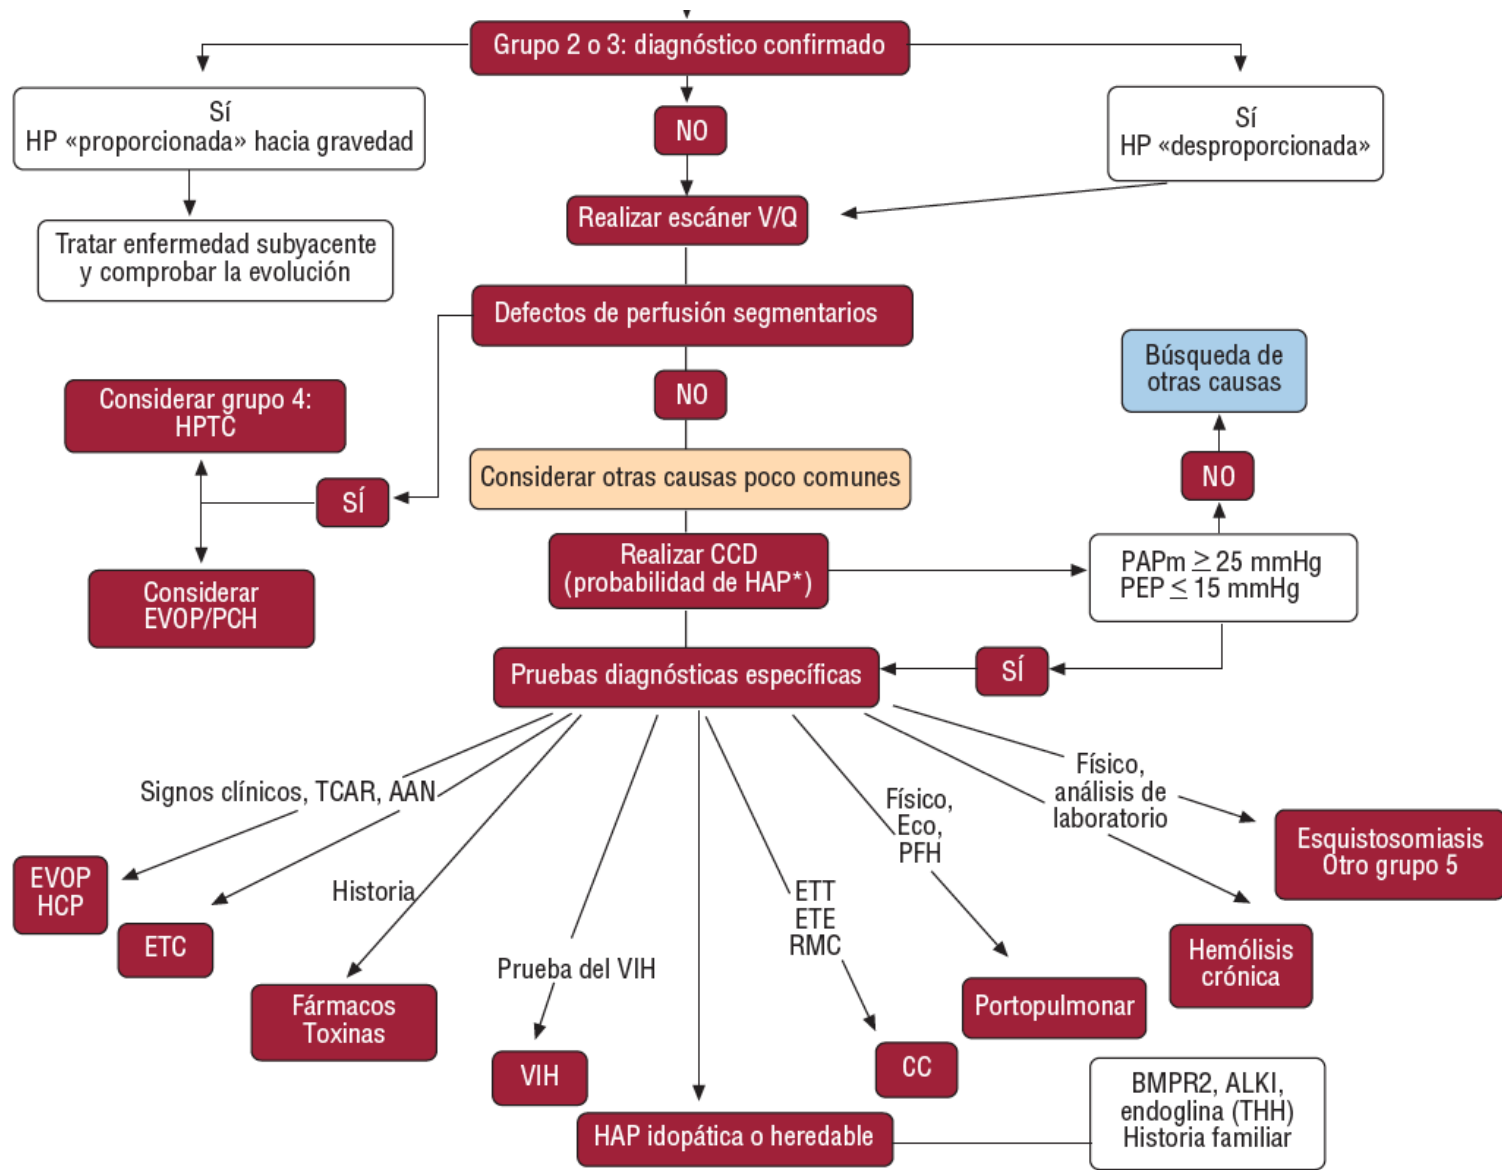 Grupo 2 o 3: diagnóstico confirmado
Sí
HP «proporcionada» hacia gravedad
NO
Sí
HP «desproporcionada»
Realizar escáner V/Q
Tratar enfermedad subyacente
y comprobar la evolución
Defectos de perfusión segmentarios
Búsqueda de
otras causas
NO
Considerar grupo 4:
HPTC
Considerar otras causas poco comunes
NO
SÍ
Realizar CCD
(probabilidad de HAP*)
PAPm ≥ 25 mmHg
PEP ≤ 15 mmHg
Considerar
EVOP/PCH
Pruebas diagnósticas específicas
SÍ
Signos clínicos, TCAR, AAN
Físico,
Eco,
PFH
Físico,
análisis de
laboratorio
Esquistosomiasis
Otro grupo 5
EVOP
HCP
Historia
ETT
ETE
RMC
ETC
Hemólisis
crónica
Prueba del VIH
Fármacos
Toxinas
Portopulmonar
VIH
CC
BMPR2, ALKI,
endoglina (THH)
Historia familiar
HAP idopática o heredable